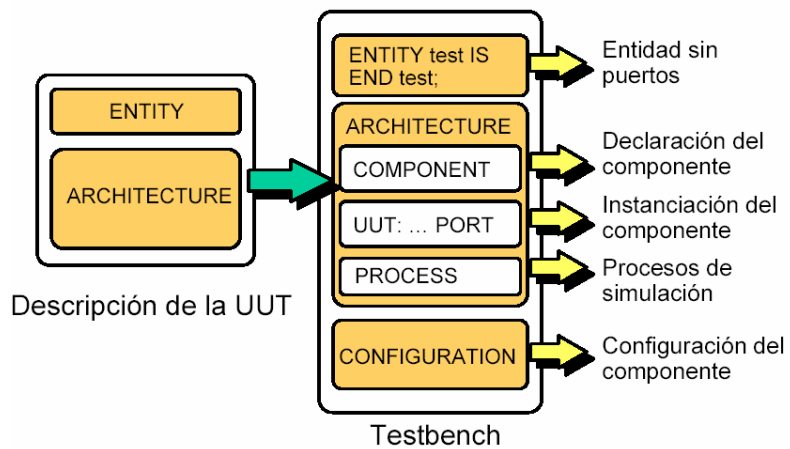 ENTITY
ARCHITECTURE
Descripción de la UUT
ENTITY test IS
END test;
ARCHITECTURE
COMPONENT
UUT: ... PORT
PROCESS
CONFIGURATION
Testbench
Entidad sin
puertos
Declaración del
componente
Instanciación del
componente
Procesos de
simulación
Configuración del
componente